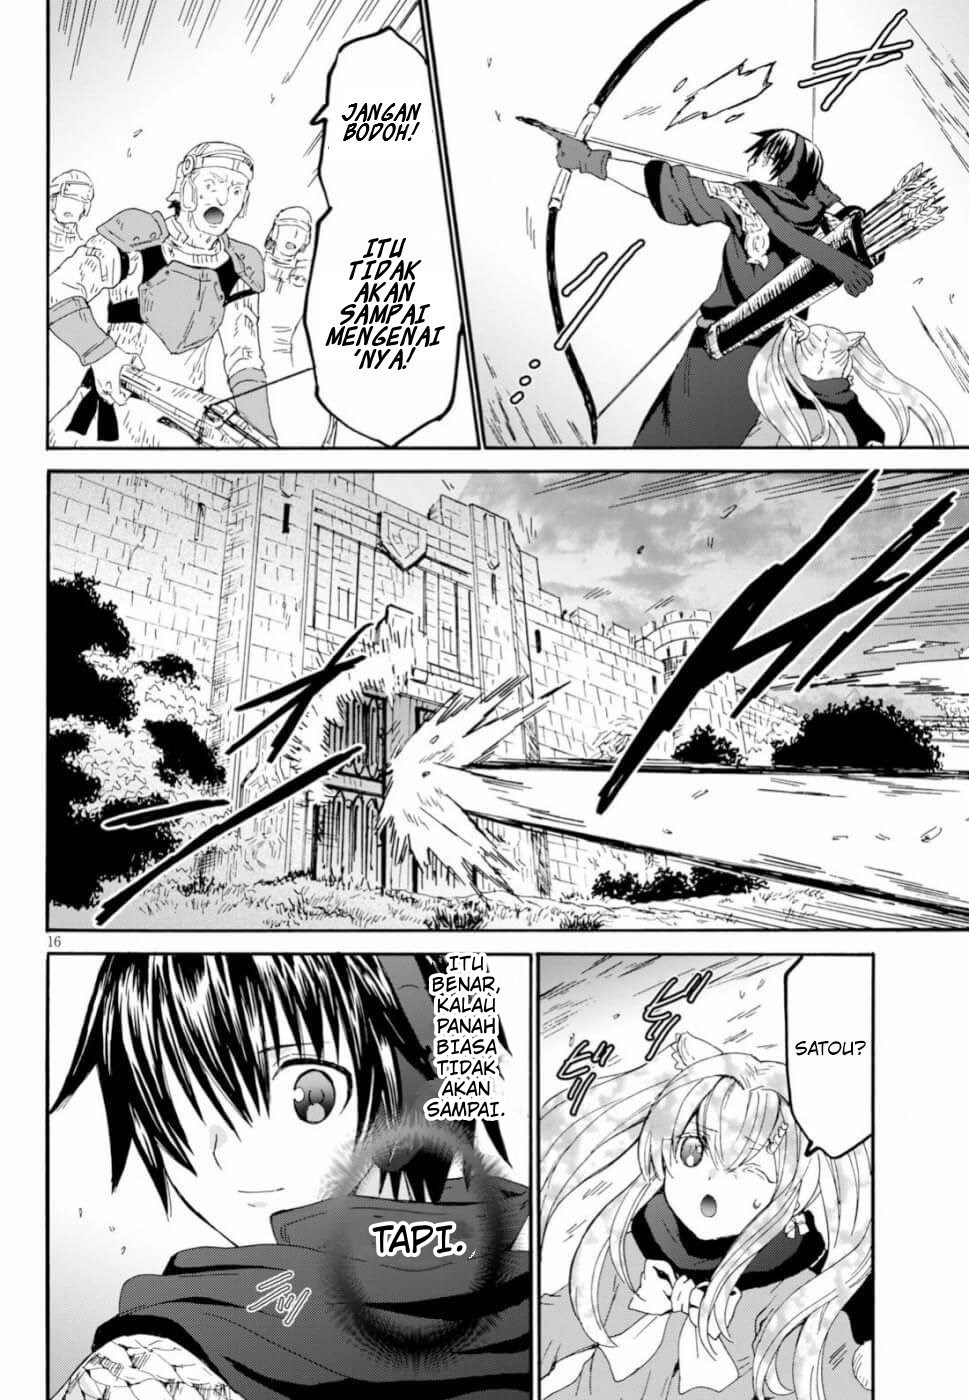 JANGAN
BODOH!
ITU
TIDAK
AKAN
SAMPAI
MENGENAI
'NYA!
16
SATOU?
ITU
BENAR,
KALAU
PANAH
BIASA
TIDAK
AKAN
SAMPAI.
TAPI.